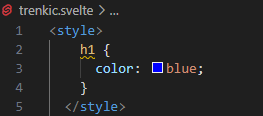 trenkic.svelte > ...
1 <style>
2 h1 {
3 color: blue;
4 }
5 </style>